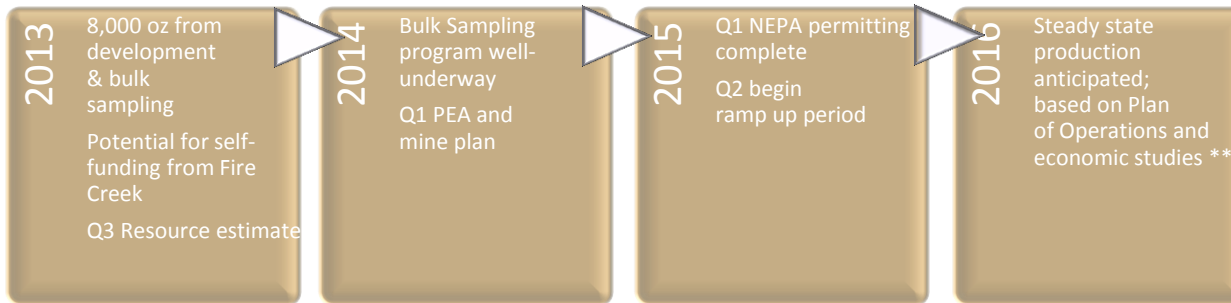 2013
8,000 oz from
development
& bulk
sampling
Potential for self-
funding from Fire
Creek
Q3 Resource estimate
2014
Bulk Sampling
program well-
underway
Q1 PEA and
mine plan
2015
Q1 NEPA permitting
complete
Q2 begin
ramp up period
2016
Steady state
production
anticipated;
based on Plan
of Operations and
economic studies **